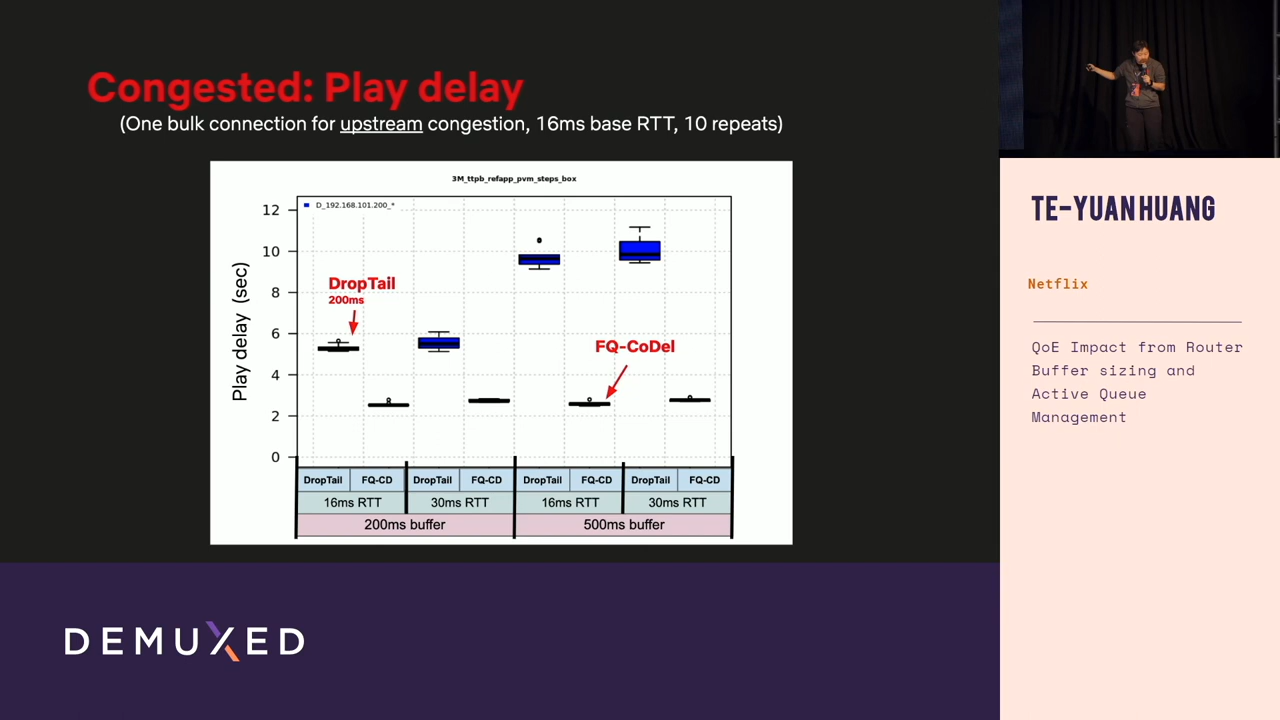 Congested: Play delay
(One bulk connection for upstream congestion, 16ms base RTT, 10 repeats)
3M_ttpb_refapp_pvm_steps_box
D_192.168.101.200_*
Play delay (sec)
12
10
8
6
4
2
0
DropTail
200ms
FQ-CoDel
DropTail FQ-CD DropTail FQ-CD DropTail FQ-CD DropTail FQ-CD
16ms RTT 30ms RTT 16ms RTT 30ms RTT
200ms buffer 500ms buffer
DEMUXED
TE-YUAN HUANG
Netflix
QoE Impact from Router
Buffer sizing and
Active Queue
Management